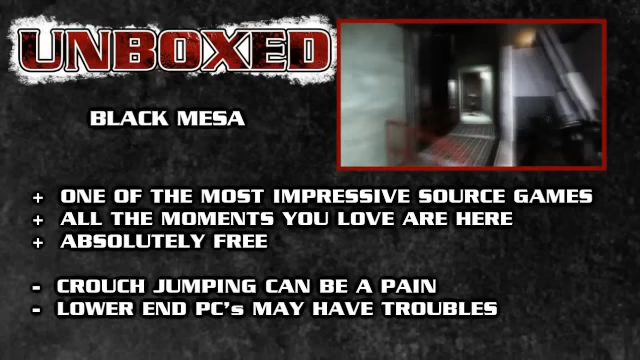 UNBOXED
BLACK MESA
+ ONE OF THE MOST IMPRESSIVE SOURCE GAMES
+ ALL THE MOMENTS YOU LOVE ARE HERE
+ ABSOLUTELY FREE
- CROUCH JUMPING CAN BE A PAIN
- LOWER END PC's MAY HAVE TROUBLES